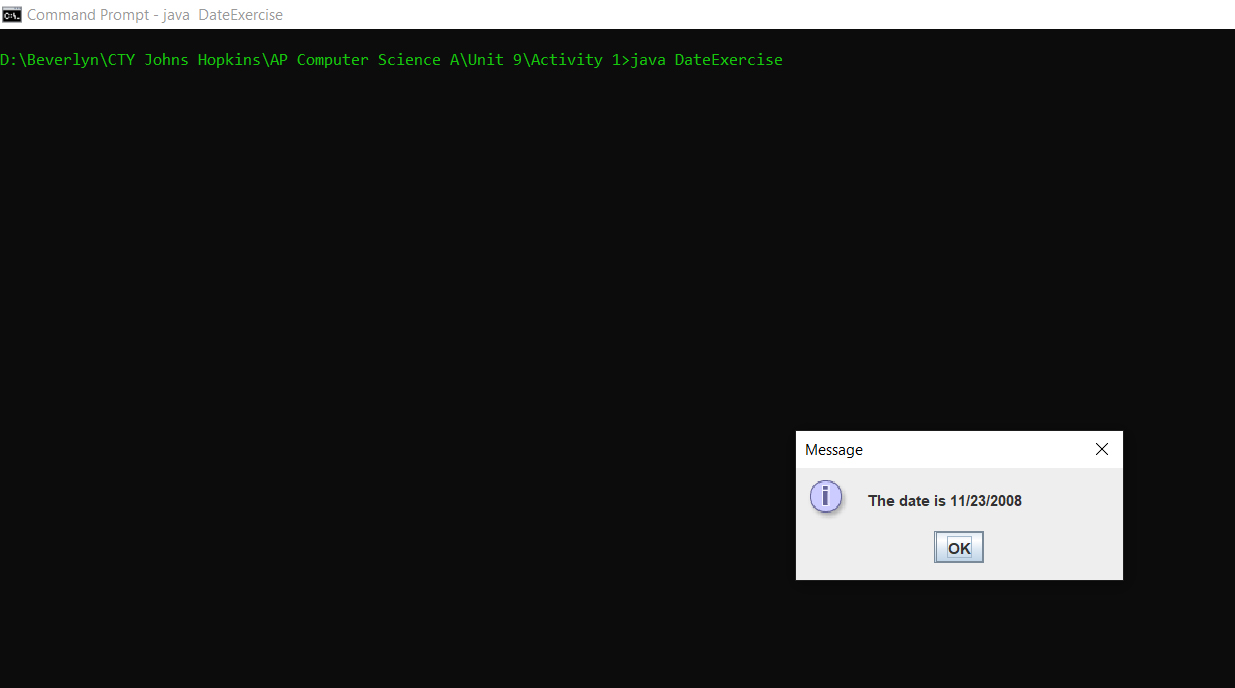 Command Prompt - java  DateExercise
D:\Beverlyn\CTY Johns Hopkins\AP Computer Science A\Unit 9\Activity 1>java DateExercise
Message
The date is 11/23/2008
OK